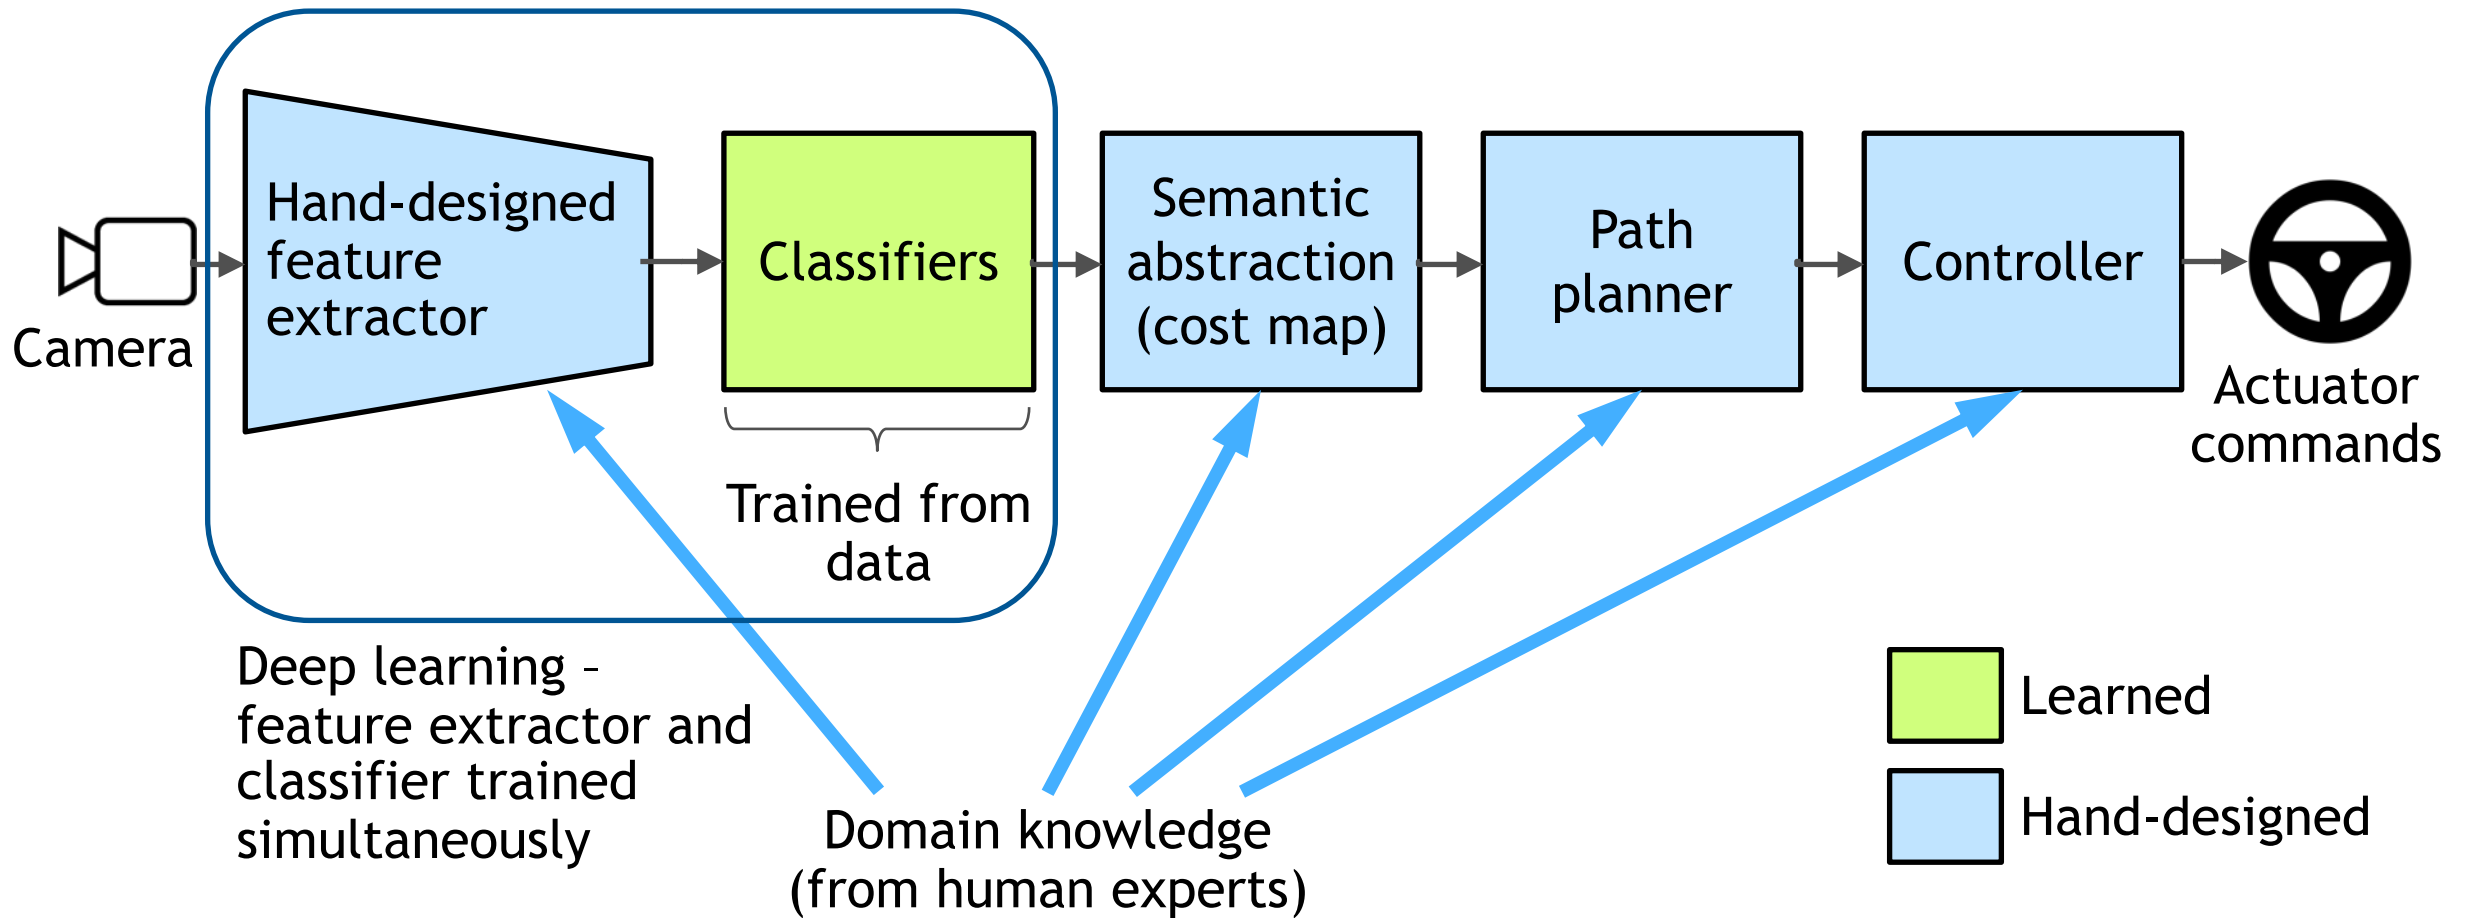 Camera
Hand-designed
feature
extractor
Classifiers
Trained from
data
Semantic
abstraction
(cost map)
Path
planner
Controller
Actuator
commands
Deep learning –
feature extractor and
classifier trained
simultaneously
Domain knowledge
(from human experts)
Learned
Hand-designed